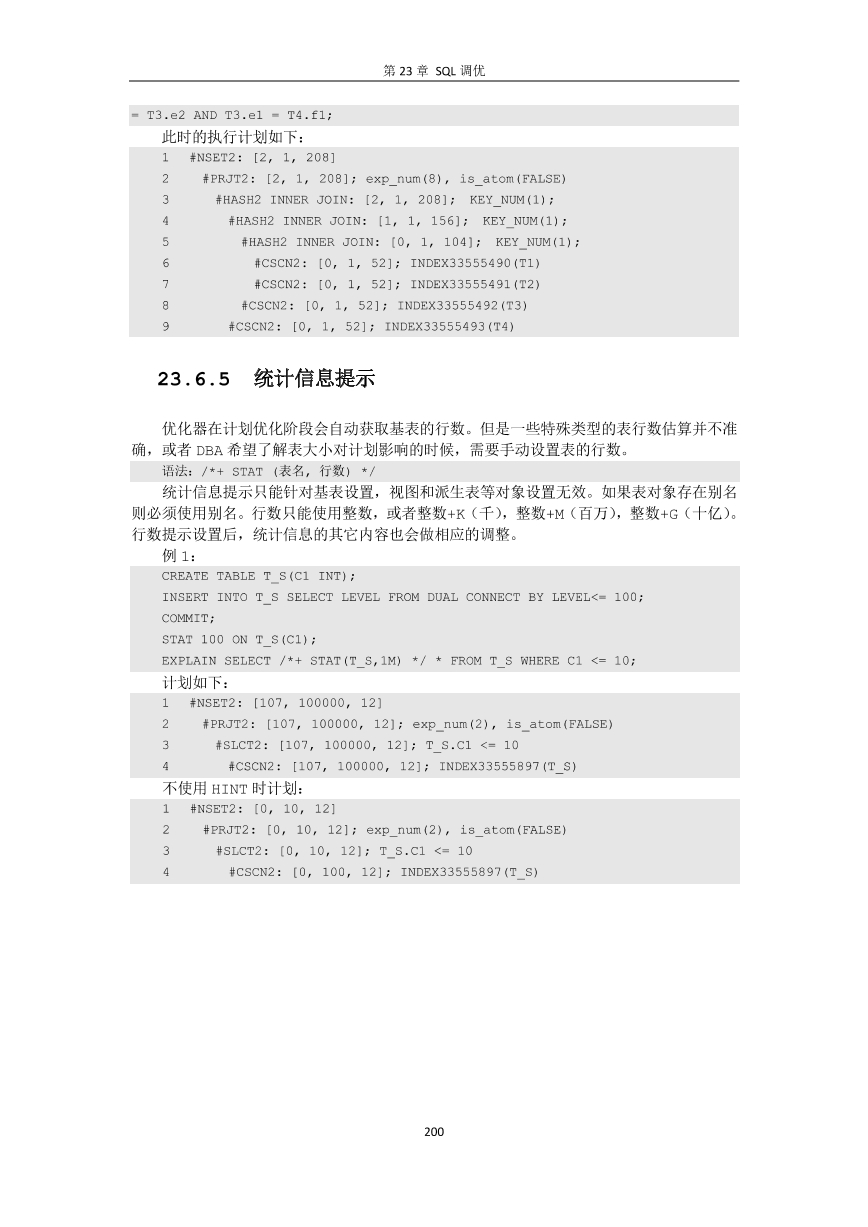 第 23 章 SQL 调优
= T3.e2 AND T3.e1 = T4.f1;
此时的执行计划如下：
1 #NSET2: [2, 1, 208]
2 #PRJT2: [2, 1, 208]; exp_num(8), is_atom(FALSE)
3 #HASH2 INNER JOIN: [2, 1, 208]; KEY_NUM(1);
4 #HASH2 INNER JOIN: [1, 1, 156]; KEY_NUM(1);
5 #HASH2 INNER JOIN: [0, 1, 104]; KEY_NUM(1);
6 #CSCN2: [0, 1, 52]; INDEX33555490(T1)
7 #CSCN2: [0, 1, 52]; INDEX33555491(T2)
8 #CSCN2: [0, 1, 52]; INDEX33555492(T3)
9 #CSCN2: [0, 1, 52]; INDEX33555493(T4)
23.6.5 统计信息提示
优化器在计划优化阶段会自动获取基表的行数。但是一些特殊类型的表行数估算并不准
确，或者 DBA 希望了解表大小对计划影响的时候，需要手动设置表的行数。
语法：/*+ STAT (表名, 行数) */
统计信息提示只能针对基表设置，视图和派生表等对象设置无效。如果表对象存在别名
则必须使用别名。行数只能使用整数，或者整数+K（千），整数+M（百万），整数+G（十亿）。
行数提示设置后，统计信息的其它内容也会做相应的调整。
例 1：
CREATE TABLE T_S(C1 INT);
INSERT INTO T_S SELECT LEVEL FROM DUAL CONNECT BY LEVEL<= 100;
COMMIT;
STAT 100 ON T_S(C1);
EXPLAIN SELECT /*+ STAT(T_S,1M) */ * FROM T_S WHERE C1 <= 10;
计划如下：
1 #NSET2: [107, 100000, 12]
2 #PRJT2: [107, 100000, 12]; exp_num(2), is_atom(FALSE)
3 #SLCT2: [107, 100000, 12]; T_S.C1 <= 10
4 #CSCN2: [107, 100000, 12]; INDEX33555897(T_S)
不使用 HINT 时计划：
1 #NSET2: [0, 10, 12]
2 #PRJT2: [0, 10, 12]; exp_num(2), is_atom(FALSE)
3 #SLCT2: [0, 10, 12]; T_S.C1 <= 10
4 #CSCN2: [0, 100, 12]; INDEX33555897(T_S)
200